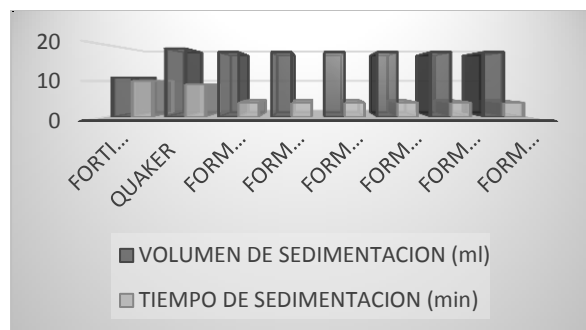 20
10
0
FORTI...
QUAKER
FORM...
FORM...
FORM...
FORM...
FORM...
FORM...
VOLUMEN DE SEDIMENTACION (ml)
TIEMPO DE SEDIMENTACION (min)